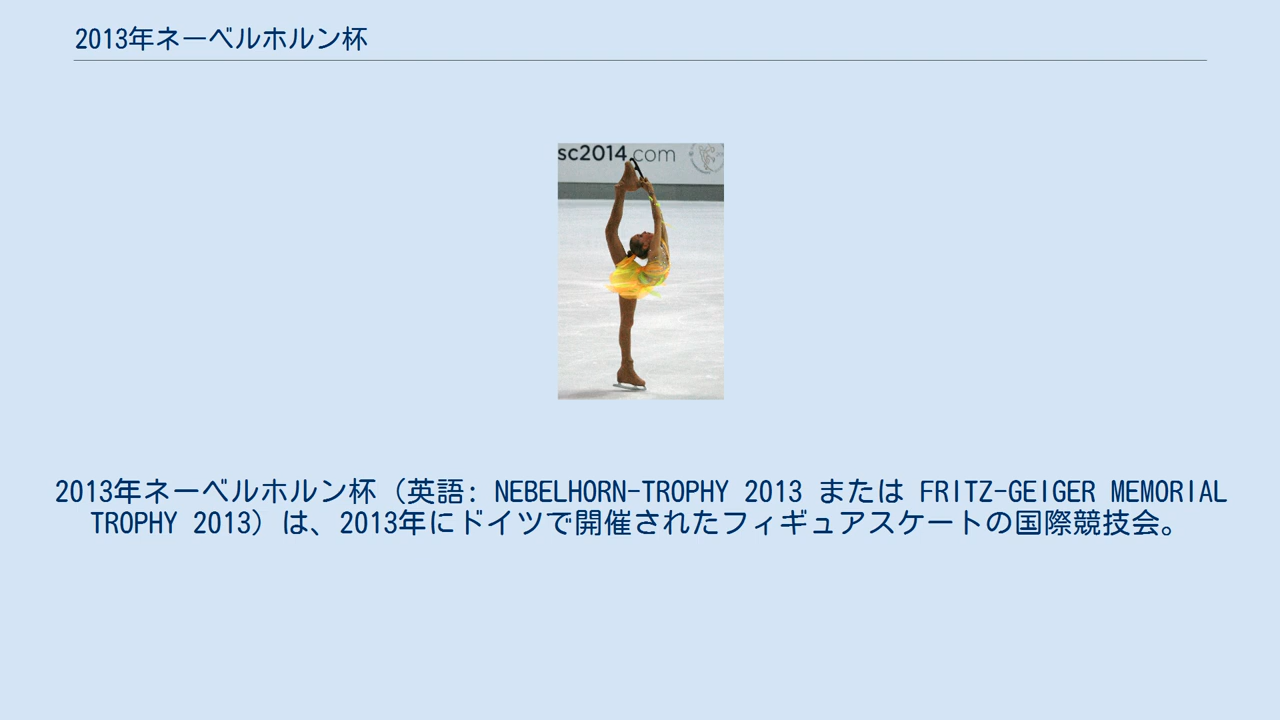 2013年ネーベルホルン杯
sc2014.com
2013年ネーベルホルン杯（英語: NEBELHORN-TROPHY 2013 または FRITZ-GEIGER MEMORIAL
TROPHY 2013）は、2013年にドイツで開催されたフィギュアスケートの国際競技会。